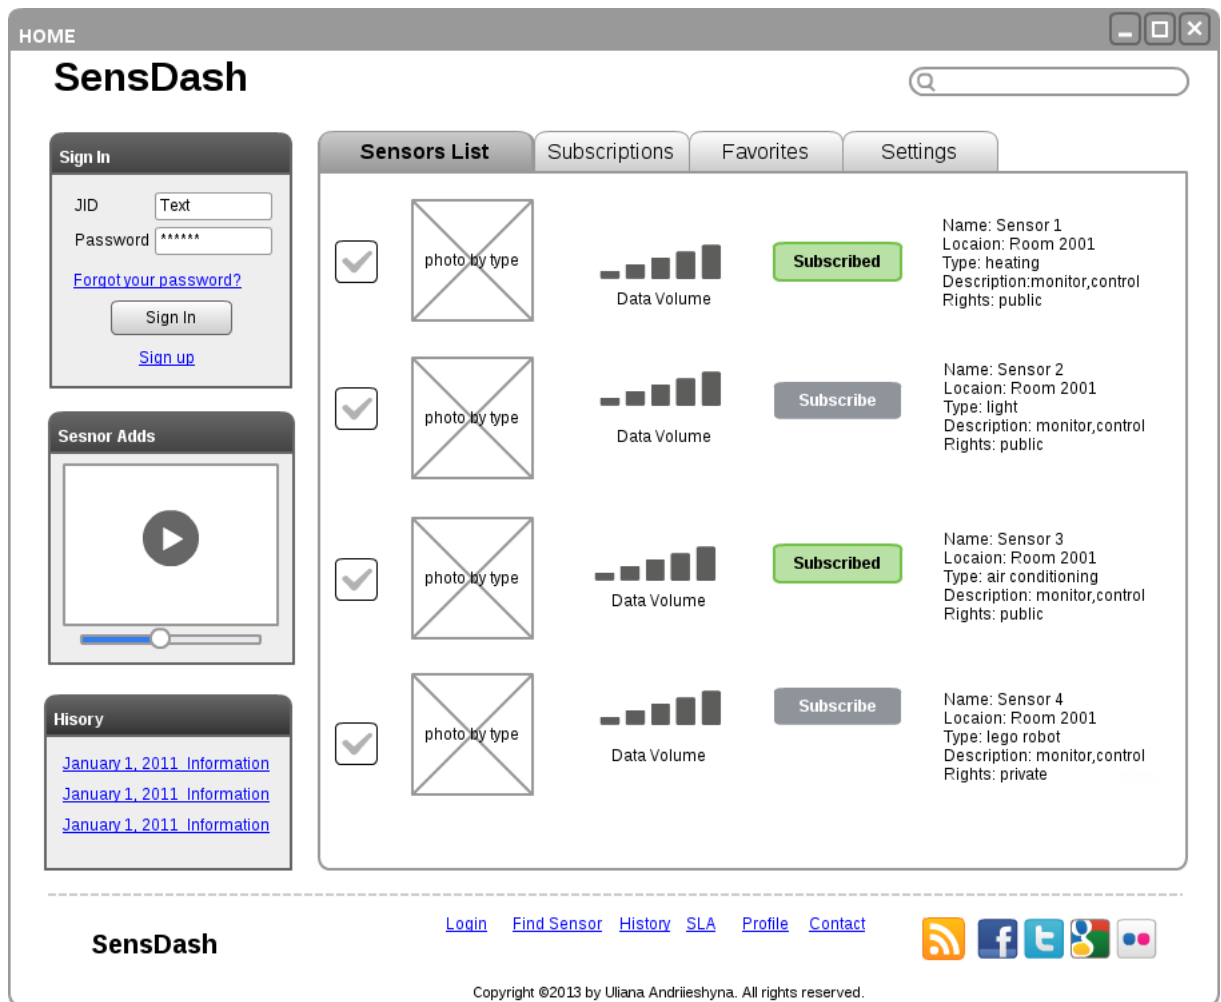 HOME
SensDash
Sign In
JID
Text
Password
******
Forgot your password?
Sign In
Sign up
Sesnor Adds
Hisory
January 1, 2011  Information
January 1, 2011  Information
January 1, 2011  Information
Sensors List
Subscriptions
Favorites
Settings
photo by type
Data Volume
Subscribed
Name: Sensor 1
Locaion: Room 2001
Type: heating
Description:monitor,control
Rights: public
photo by type
Data Volume
Subscribe
Name: Sensor 2
Locaion: Room 2001
Type: light
Description: monitor,control
Rights: public
photo by type
Data Volume
Subscribed
Name: Sensor 3
Locaion: Room 2001
Type: air conditioning
Description: monitor,control
Rights: public
photo by type
Data Volume
Subscribe
Name: Sensor 4
Locaion: Room 2001
Type: lego robot
Description: monitor,control
Rights: private
SensDash
Login
Find Sensor
History
SLA
Profile
Contact
Copyright ©2013 by Uliana Andriieshyna. All rights reserved.